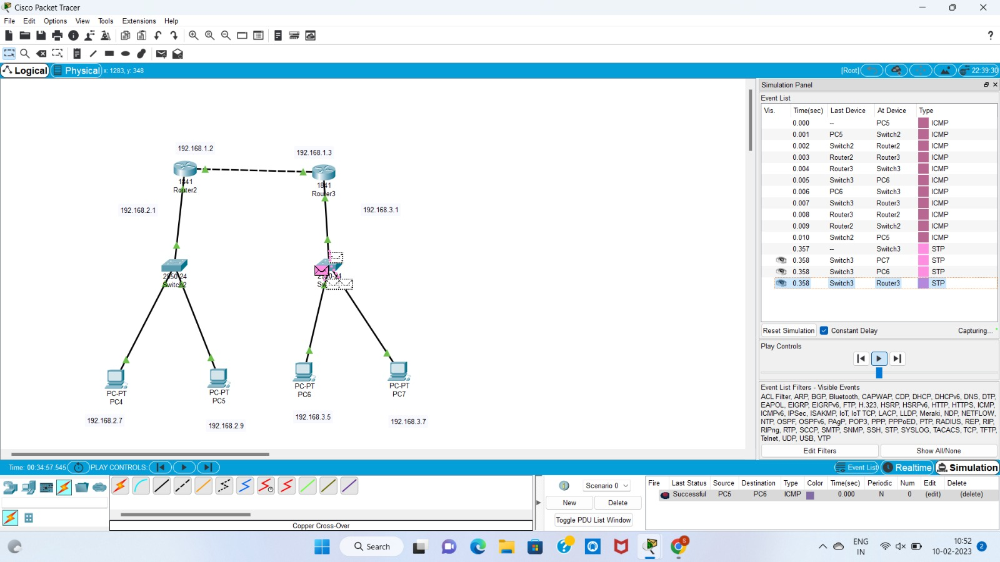 Cisco Packet Tracer
File Edit Options View Tools Extensions Help
Logical Physical x: 1283, y: 348 [Root] 22:39:30
Simulation Panel
Event List
Vis. Time(sec) Last Device At Device Type
0.000 -- PC5 ICMP
0.001 PC5 Switch2 ICMP
0.002 Switch2 Router2 ICMP
0.003 Router2 Router3 ICMP
0.004 Router3 Switch3 ICMP
0.005 Switch3 PC6 ICMP
0.006 PC6 Switch3 ICMP
0.007 Switch3 Router3 ICMP
0.008 Router3 Router2 ICMP
0.009 Router2 Switch2 ICMP
0.010 Switch2 PC5 ICMP
0.357 -- Switch3 STP
0.358 Switch3 PC7 STP
0.358 Switch3 PC6 STP
0.358 Switch3 Router3 STP
Reset Simulation Constant Delay Capturing...
Play Controls
Event List Filters - Visible Events
ACL Filter, ARP, BGP, Bluetooth, CAPWAP, CDP, DHCP, DHCPv6, DNS, DTP,
EAPOL, EIGRP, EIGRPv6, FTP, H.323, HSRP, HSRPv6, HTTP, HTTPS, ICMP,
ICMPv6, IPSec, ISAKMP, IoT, IoT TCP, LACP, LLDP, Meraki, NDP, NETFLOW,
NTP, OSPF, OSPFv6, PAgP, POP3, PPP, PPPoED, PTP, RADIUS, REP, RIP,
RIPng, RTP, SCCP, SMTP, SNMP, SSH, STP, SYSLOG, TACACS, TCP, TFTP,
Telnet, UDP, USB, VTP
Edit Filters Show All/None
192.168.1.2
192.168.1.3
1841
Router2
1841
Router3
192.168.2.1
192.168.3.1
2950-24
Switch2
PC-PT
PC4
PC-PT
PC5
PC-PT
PC6
PC-PT
PC7
192.168.2.7
192.168.2.9
192.168.3.5
192.168.3.7
Time: 00:34:57.545 PLAY CONTROLS: Event List Realtime Simulation
Scenario 0
New Delete
Toggle PDU List Window
Fire Last Status Source Destination Type Color Time(sec) Periodic Num Edit Delete
Successful PC5 PC6 ICMP 0.000 N 0 (edit) (delete)
Copper Cross-Over
Search
ENG
IN
10:52
10-02-2023
2